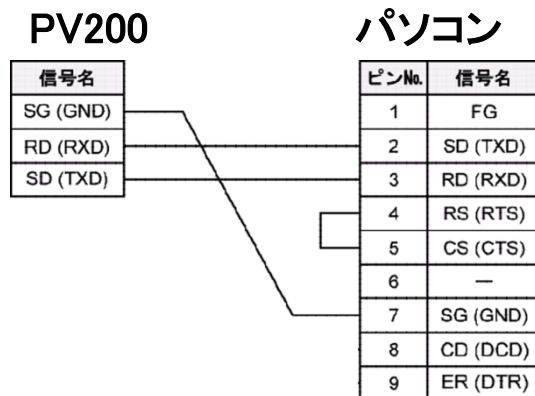 PV200
信号名
SG (GND)
RD (RXD)
SD (TXD)
パソコン
ピン№ 信号名
1 FG
2 SD (TXD)
3 RD (RXD)
4 RS (RTS)
5 CS (CTS)
6 —
7 SG (GND)
8 CD (DCD)
9 ER (DTR)